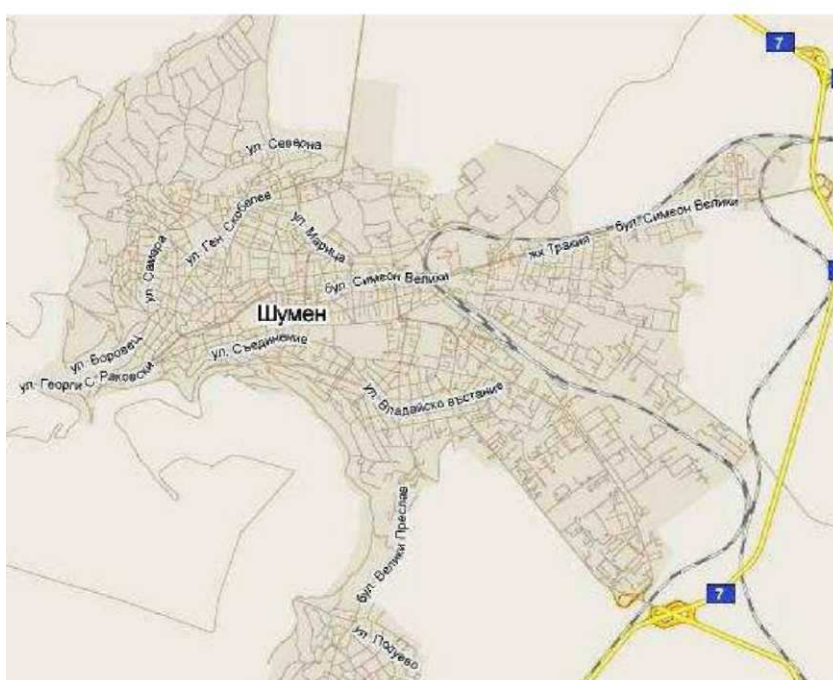 7
ул. Северна
ул. Ген. Скобелев
ул. Марица
бул. Симеон Велики
жк Тракия
ул. Самара
бул. Симеон Велики
Шумен
ул. Боровец
ул. Съединение
ул. Георги С. Раковски
ул. Владайско въстание
бул. Велики Преслав
7
ул. Подуево